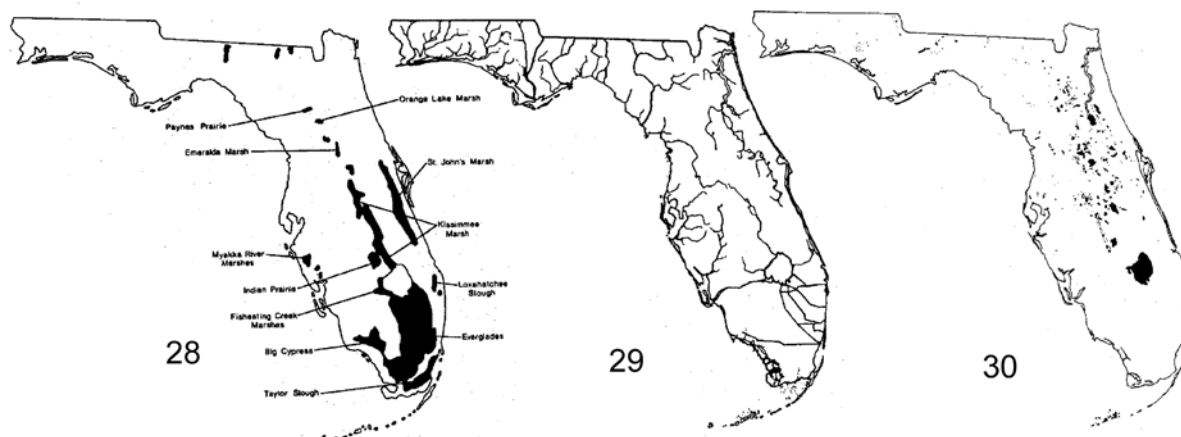 Orange Lake Marsh
Paynes Prairie
Emeralda Marsh
St. John's Marsh
Kissimmee
Marsh
Myakka River
Marshes
Indian Prairie
Loxahatchee
Slough
Fisheating Creek
Marshes
Everglades
Big Cypress
Taylor Slough
28
29
30